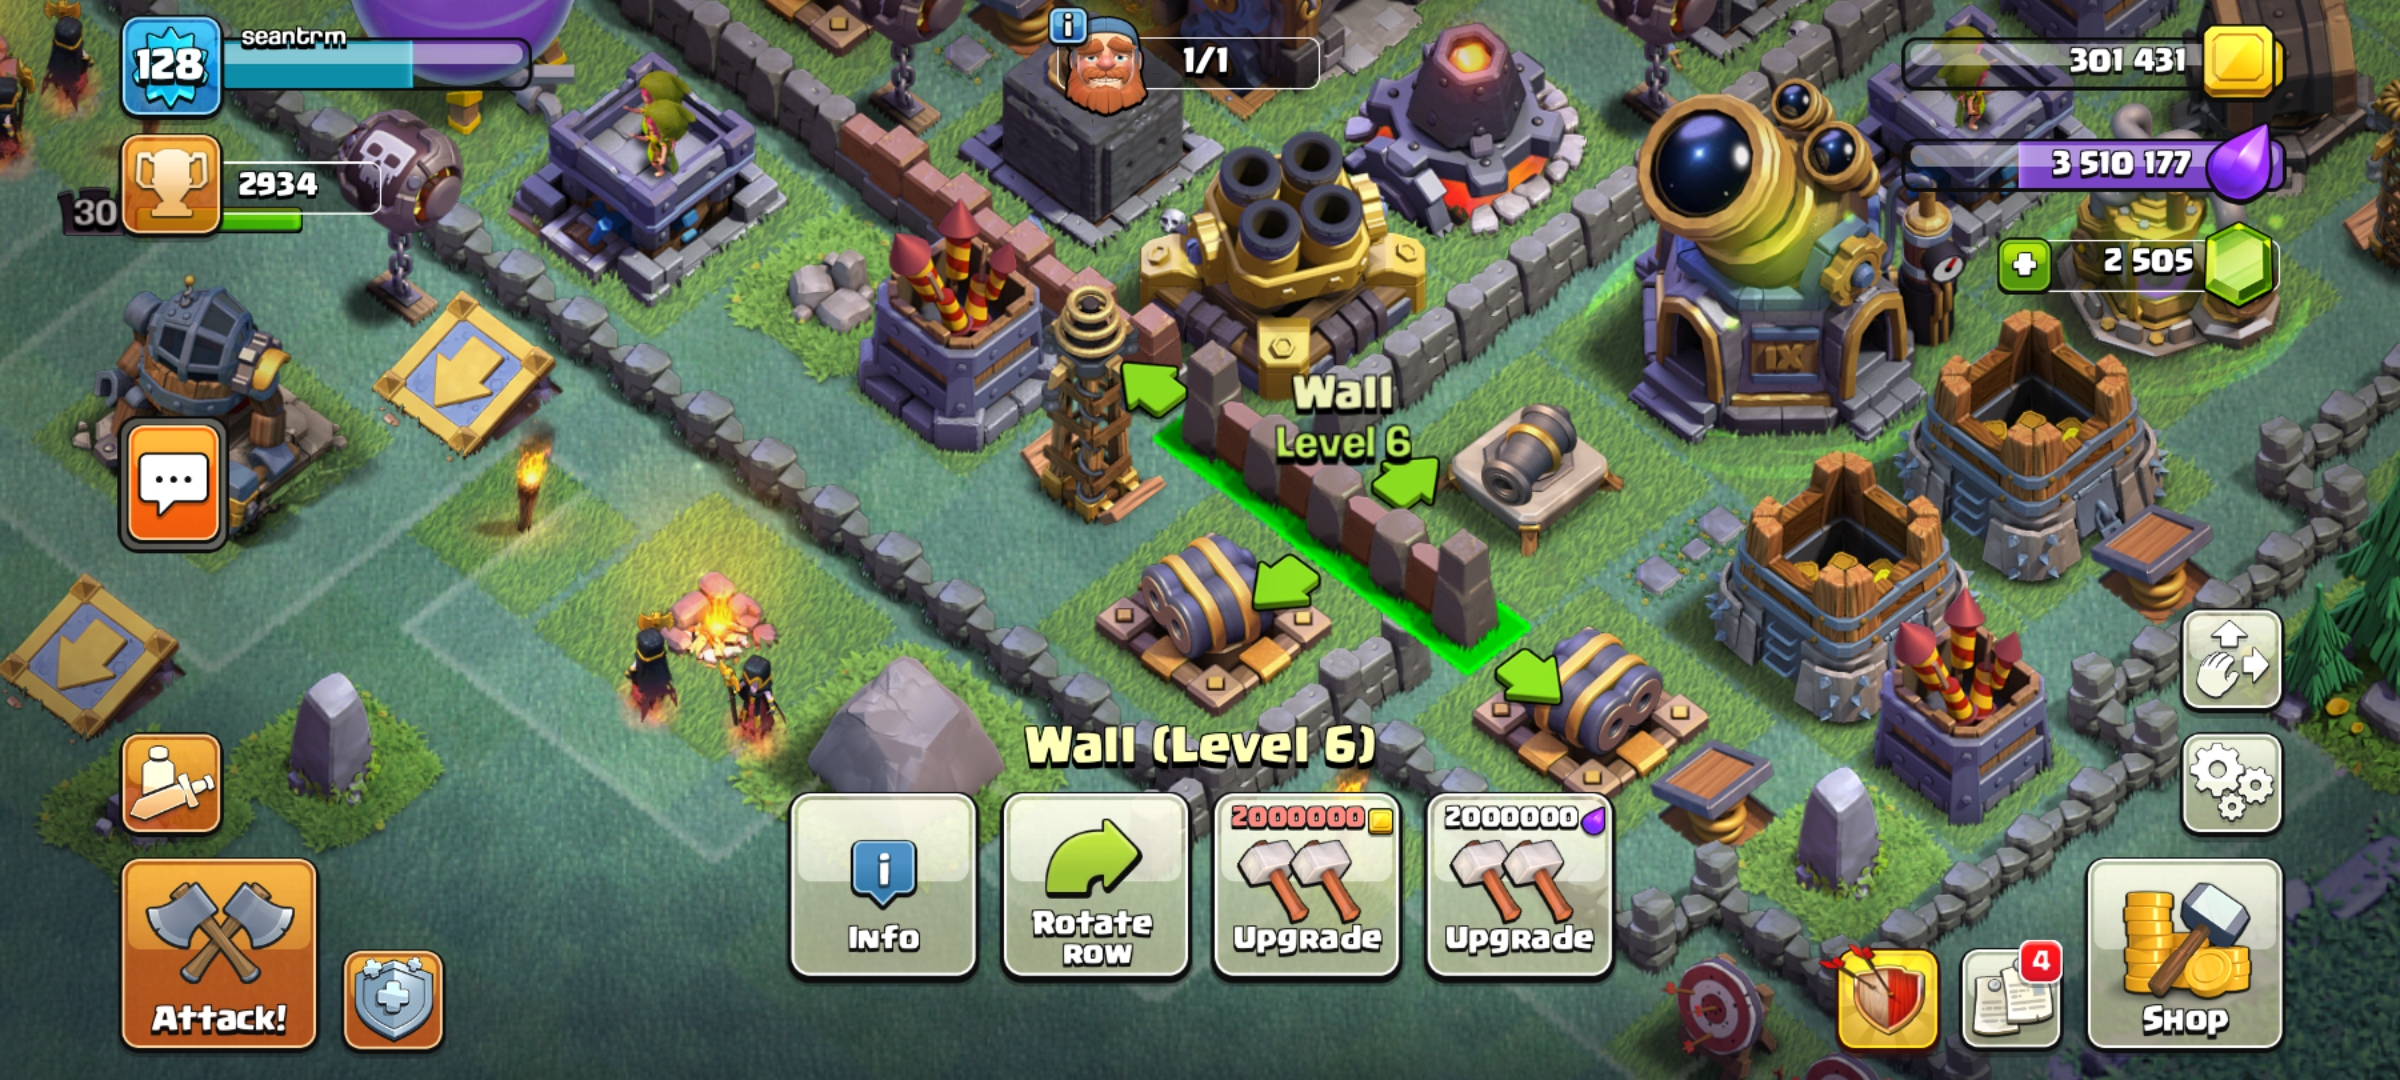 128
seantrm
1/1
301 431
2934
3 510 177
30
2 505
IX
Wall
Level 6
Wall (Level 6)
2000000
2000000
Info
Rotate
Row
Upgrade
Upgrade
Attack!
4
Shop